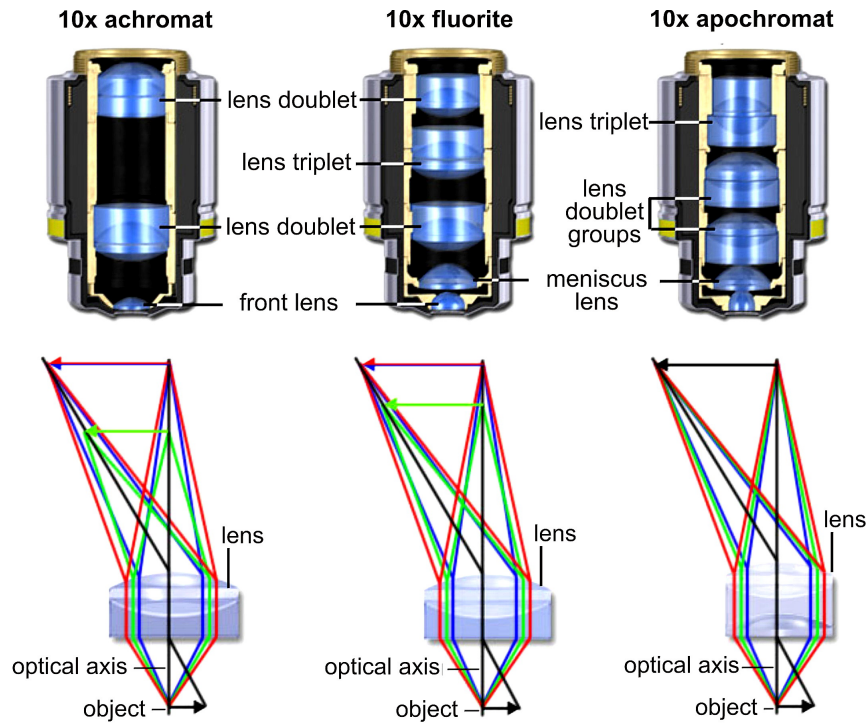 10x achromat
10x fluorite
10x apochromat
lens doublet
lens triplet
lens triplet
lens
doublet
groups
lens doublet
meniscus
lens
front lens
lens
lens
lens
optical axis
optical axis
optical axis
object
object
object